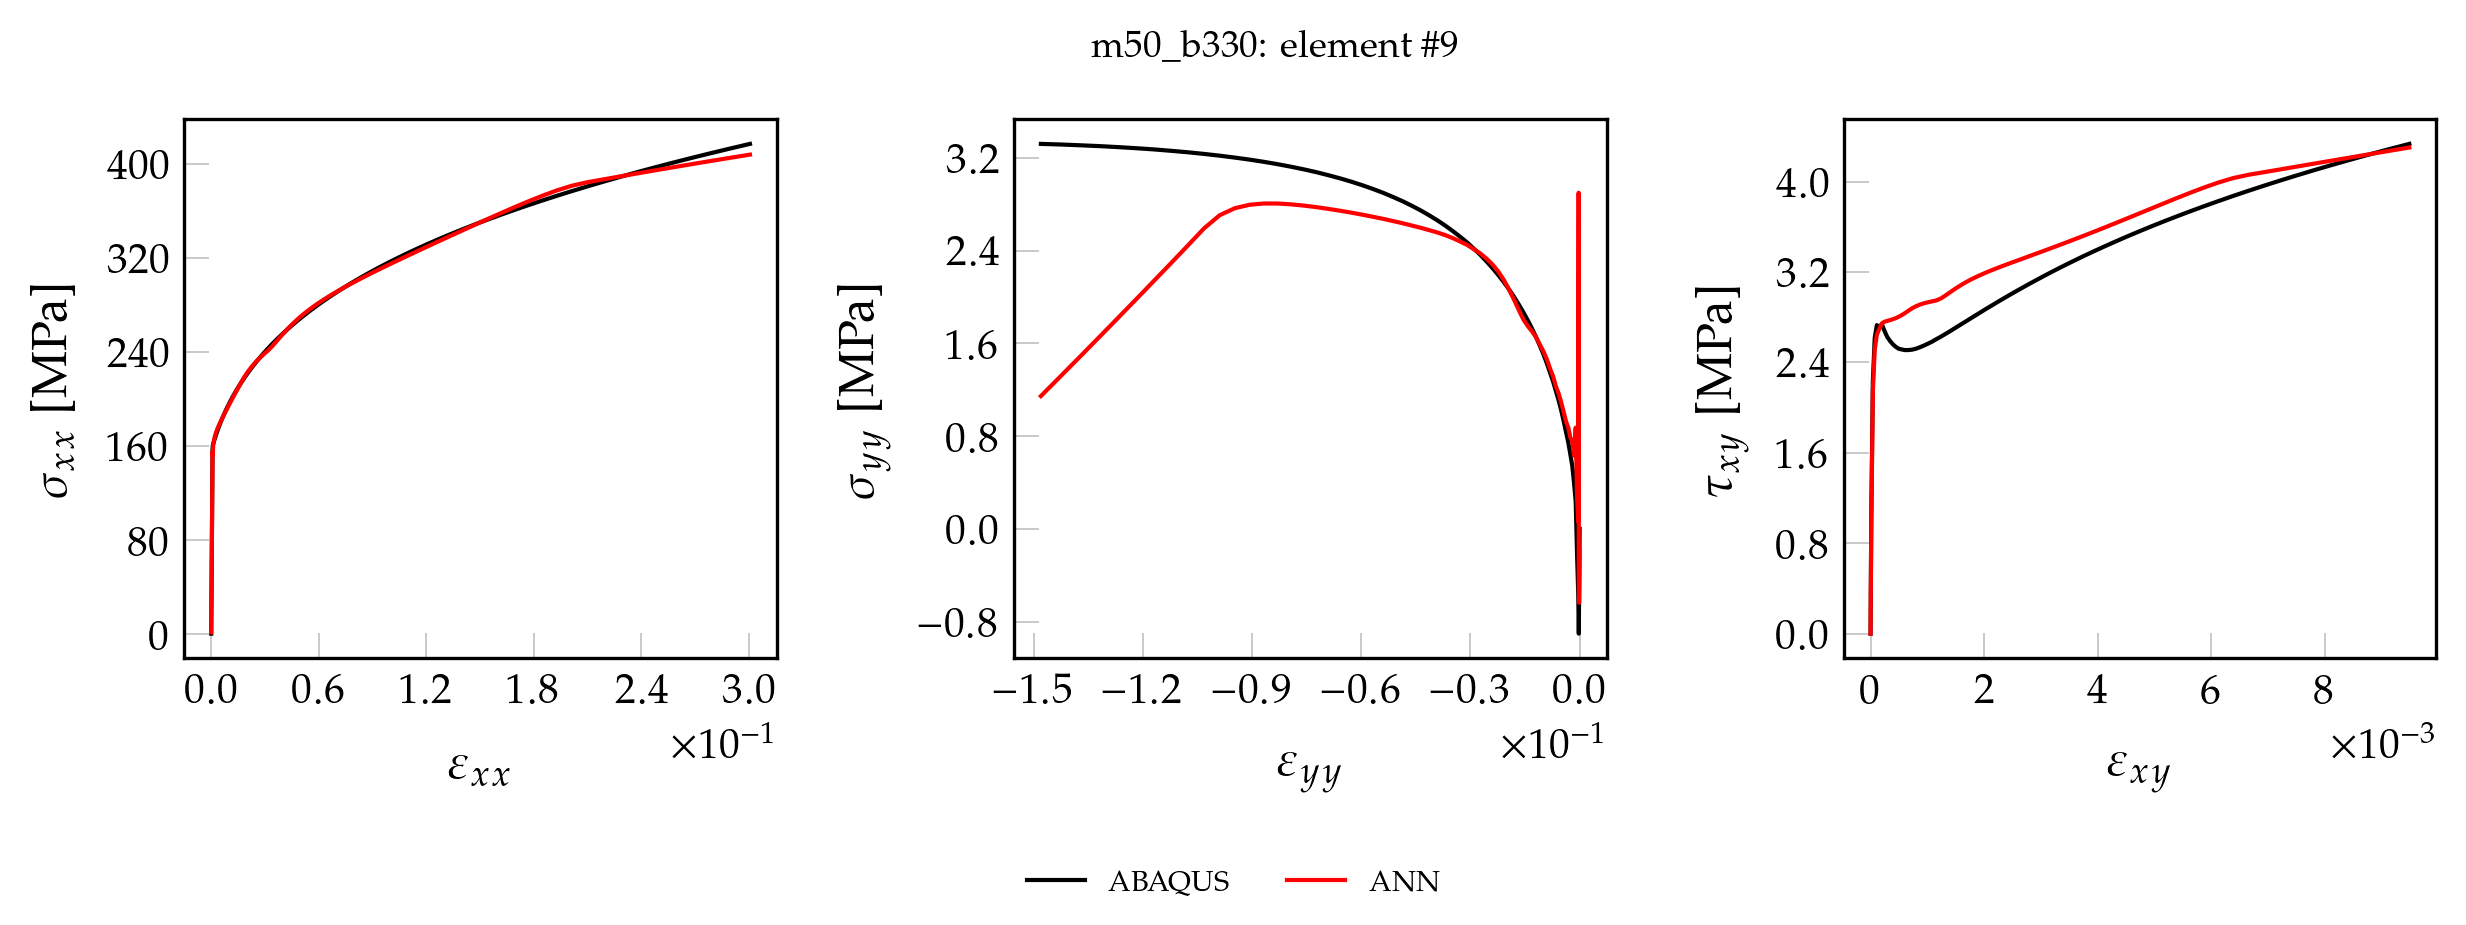 m50_b330: element #9
σxx [MPa]
400
320
240
160
80
0
0.0 0.6 1.2 1.8 2.4 3.0
×10−1
εxx
σyy [MPa]
3.2
2.4
1.6
0.8
0.0
−0.8
−1.5 −1.2 −0.9 −0.6 −0.3 0.0
×10−1
εyy
τxy [MPa]
4.0
3.2
2.4
1.6
0.8
0.0
0 2 4 6 8
×10−3
εxy
ABAQUS ANN